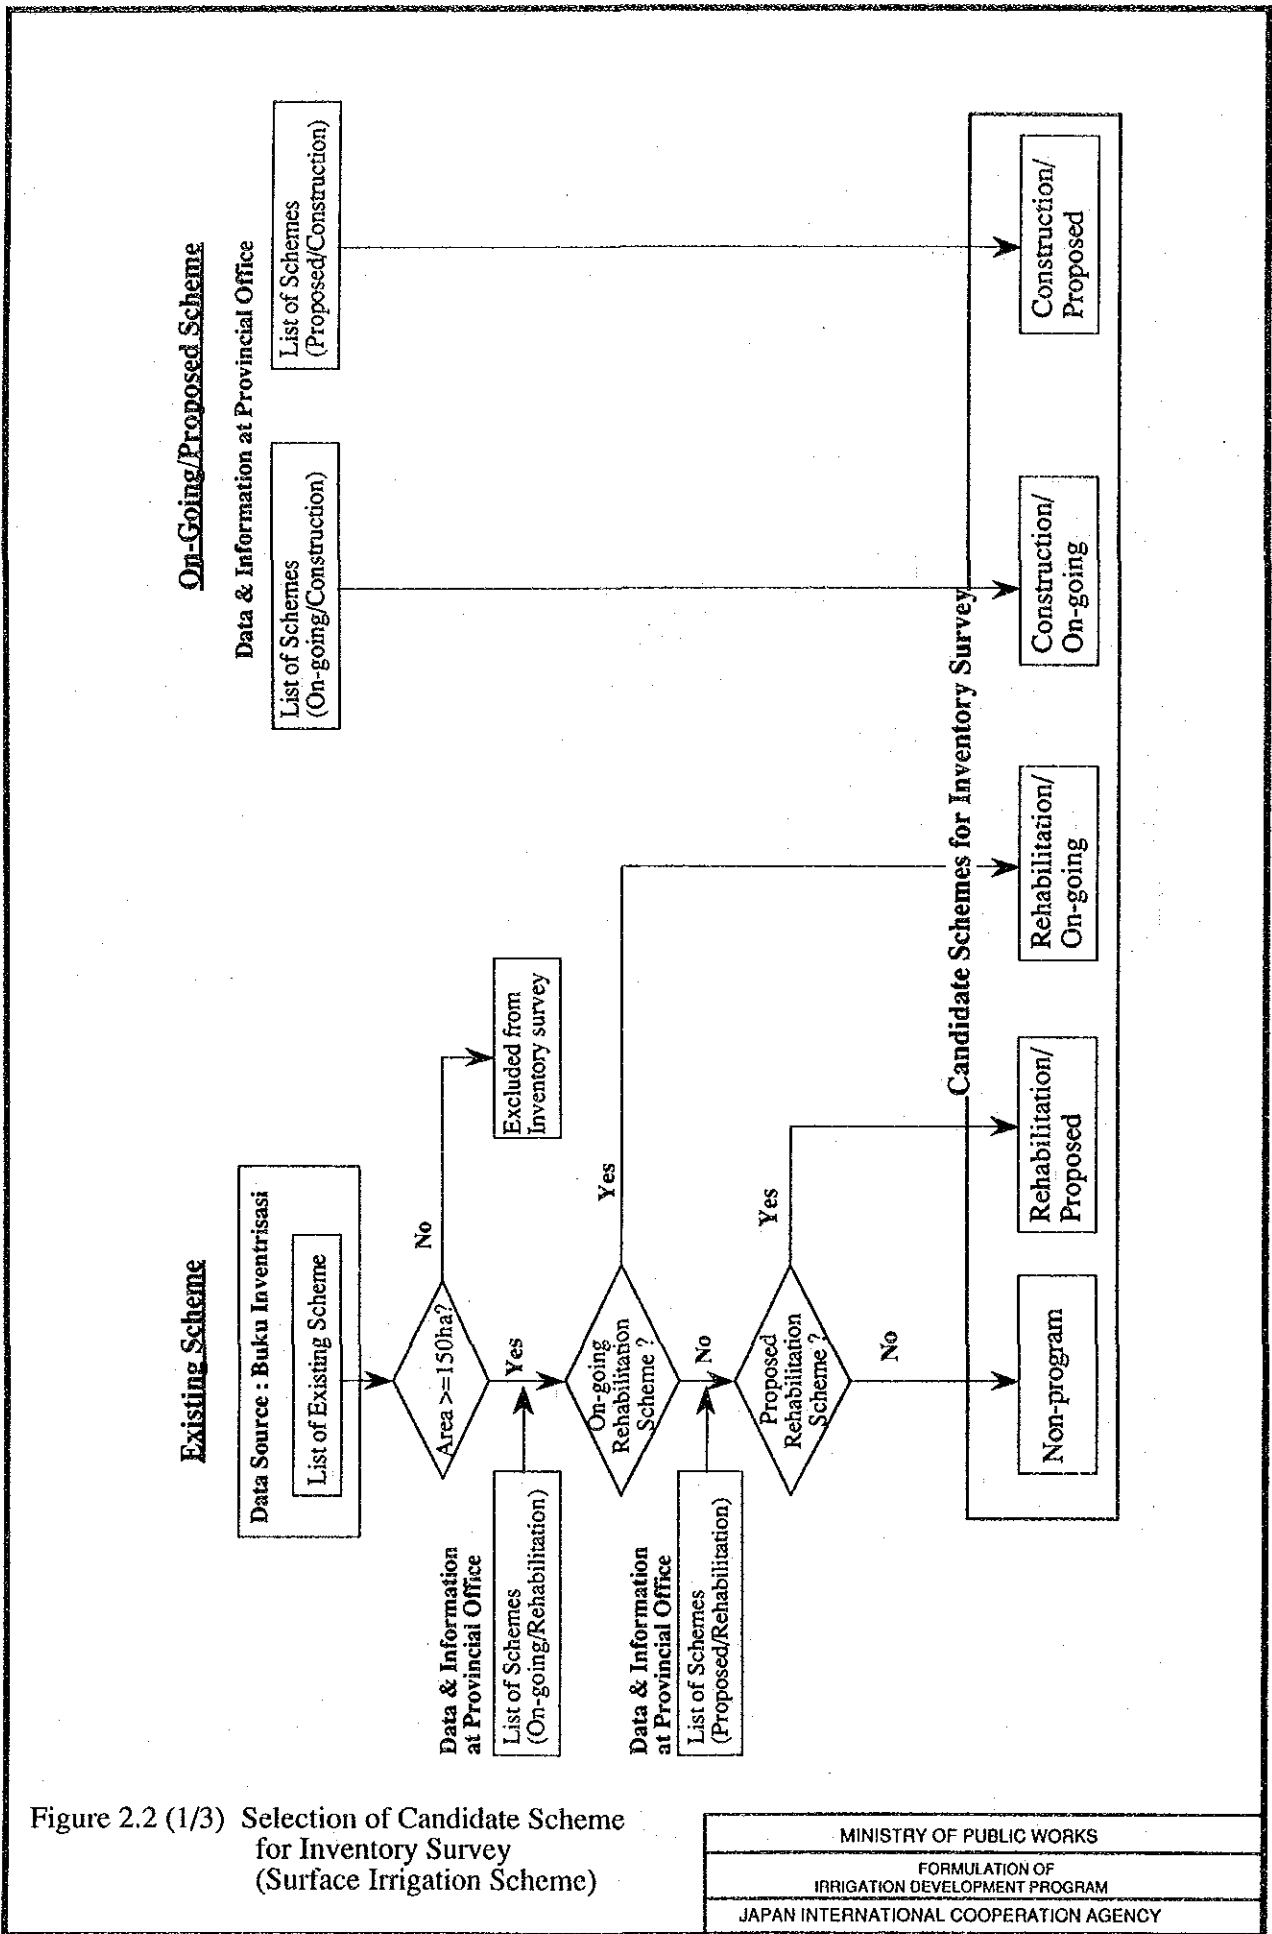 Existing Scheme
Data Source : Buku Inventrisasi
List of Existing Scheme
Area >=150ha?
No
Excluded from
Inventory survey
Yes
Data & Information
at Provincial Office
List of Schemes
(On-going/Rehabilitation)
On-going
Rehabilitation
Scheme ?
Yes
No
Data & Information
at Provincial Office
List of Schemes
(Proposed/Rehabilitation)
Proposed
Rehabilitation
Scheme ?
Yes
No
On-Going/Proposed Scheme
Data & Information at Provincial Office
List of Schemes
(On-going/Construction)
List of Schemes
(Proposed/Construction)
Candidate Schemes for Inventory Survey
Non-program
Rehabilitation/
Proposed
Rehabilitation/
On-going
Construction/
On-going
Construction/
Proposed
Figure 2.2 (1/3) Selection of Candidate Scheme
for Inventory Survey
(Surface Irrigation Scheme)
MINISTRY OF PUBLIC WORKS
FORMULATION OF
IRRIGATION DEVELOPMENT PROGRAM
JAPAN INTERNATIONAL COOPERATION AGENCY